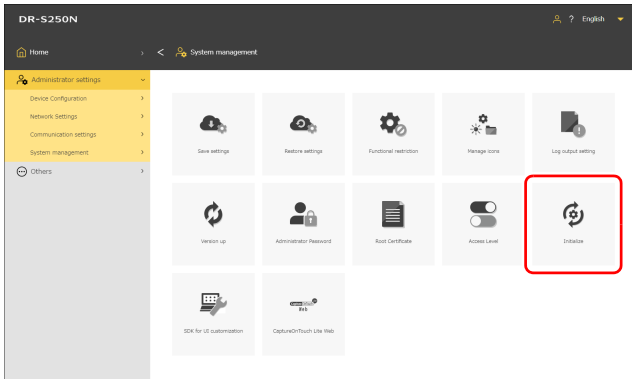 DR-S250N
? English
Home
System management
Administrator settings
Device Configuration
Network Settings
Communication settings
System management
Others
Save settings
Restore settings
Functional restriction
Manage icons
Log output setting
Version up
Administrator Password
Root Certificate
Access Level
Initialize
SDK for UI customization
CaptureOnTouch Lite Web
Web